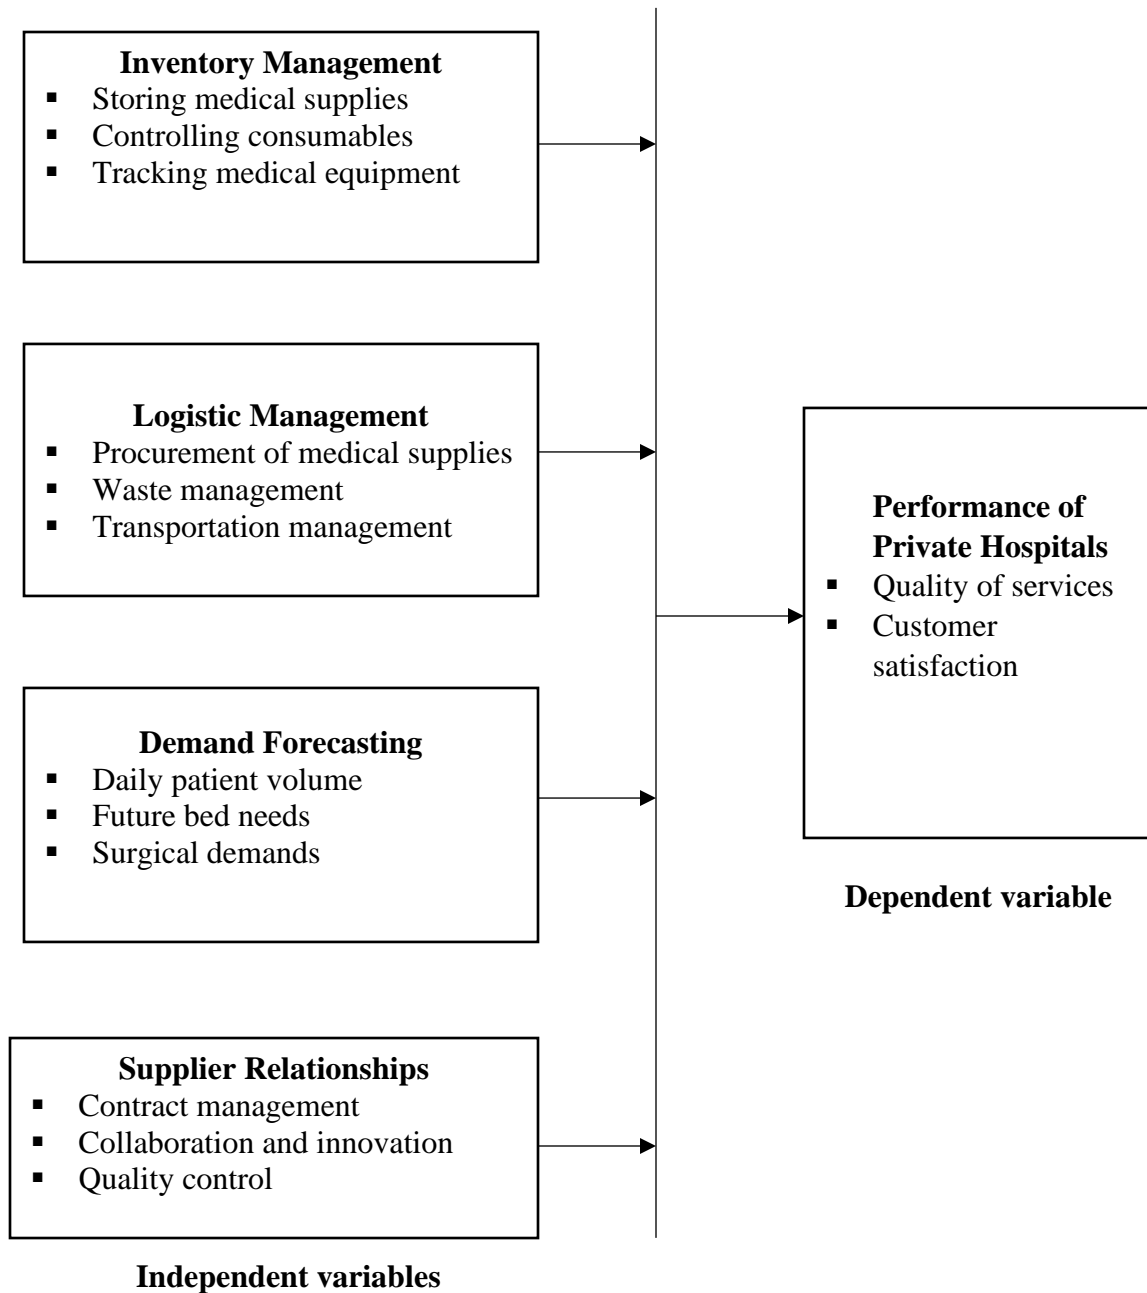 Inventory Management
▪ Storing medical supplies
▪ Controlling consumables
▪ Tracking medical equipment
Logistic Management
▪ Procurement of medical supplies
▪ Waste management
▪ Transportation management
Demand Forecasting
▪ Daily patient volume
▪ Future bed needs
▪ Surgical demands
Supplier Relationships
▪ Contract management
▪ Collaboration and innovation
▪ Quality control
Independent variables
Performance of
Private Hospitals
▪ Quality of services
▪ Customer
satisfaction
Dependent variable